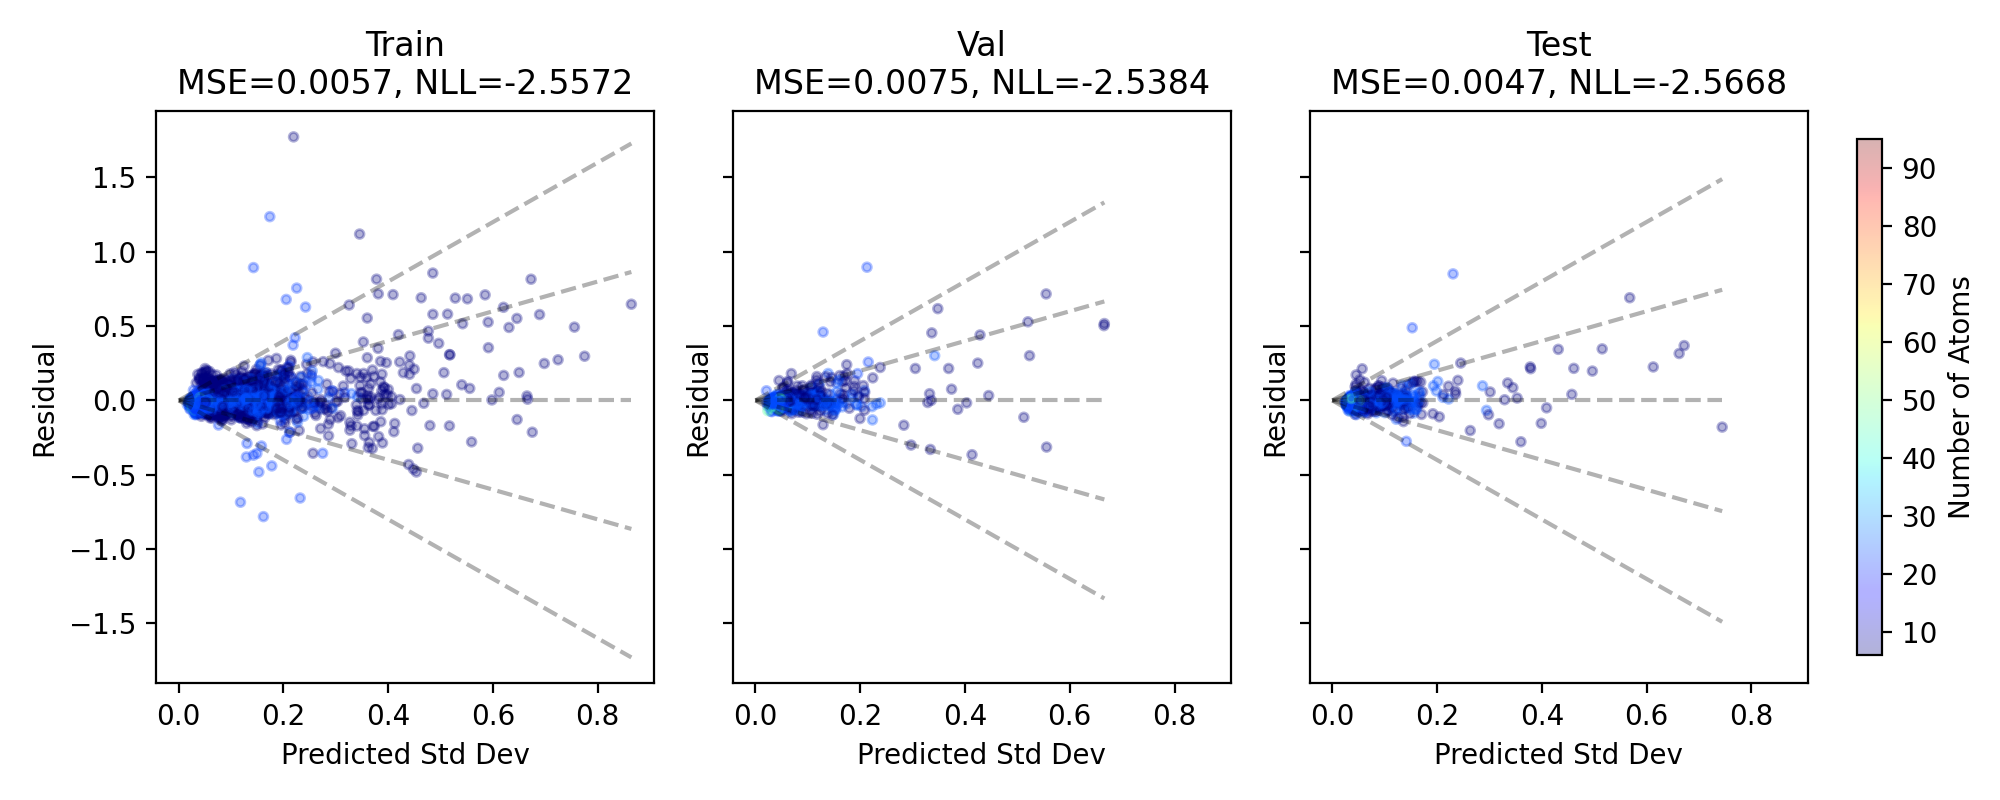 Train
MSE=0.0057, NLL=-2.5572
Val
MSE=0.0075, NLL=-2.5384
Test
MSE=0.0047, NLL=-2.5668
Residual
1.5
1.0
0.5
0.0
−0.5
−1.0
−1.5
0.0 0.2 0.4 0.6 0.8
Predicted Std Dev
Residual
0.0 0.2 0.4 0.6 0.8
Predicted Std Dev
Residual
0.0 0.2 0.4 0.6 0.8
Predicted Std Dev
90
80
70
60
50
40
30
20
10
Number of Atoms